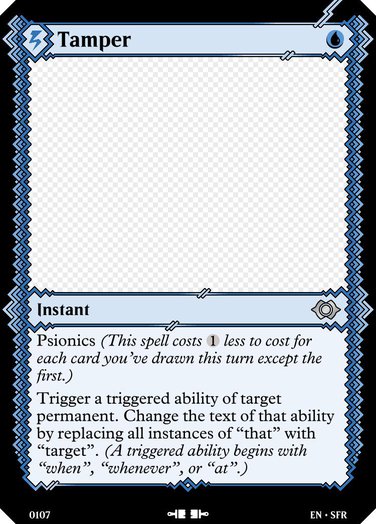 Tamper
Instant
Psionics (This spell costs 1 less to cost for
each card you've drawn this turn except the
first.)
Trigger a triggered ability of target
permanent. Change the text of that ability
by replacing all instances of “that” with
“target”. (A triggered ability begins with
“when”, “whenever”, or “at”.)
0107
EN • SFR